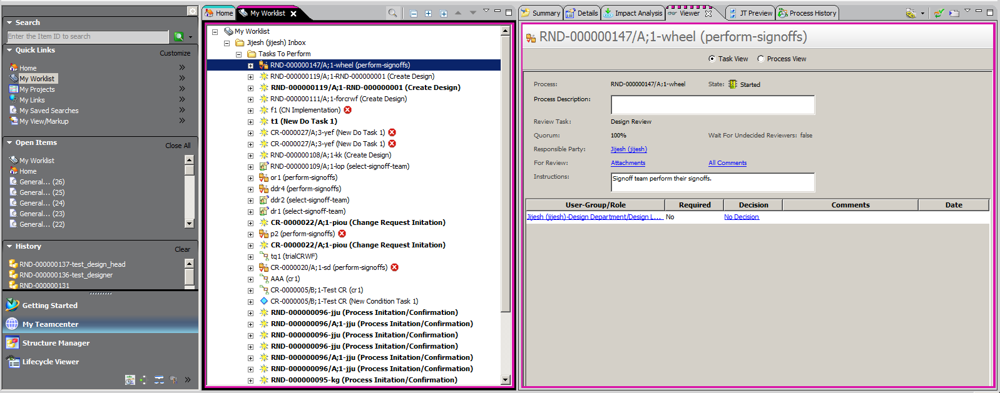 Search
Enter the Item ID to search
Quick Links
Customize
Home
My Worklist
My Projects
My Links
My Saved Searches
My View/Markup
Open Items
Close All
My Worklist
Home
General... (26)
General... (25)
General... (24)
General... (23)
General... (22)
History
Clear
RND-000000137-test_design_head
RND-000000136-test_designer
RND-000000131
Getting Started
My Teamcenter
Structure Manager
Lifecycle Viewer
Home
My Worklist
My Worklist
Jijesh (jijesh) Inbox
Tasks To Perform
RND-000000147/A;1-wheel (perform-signoffs)
RND-000000119/A;1-RND-000000001 (Create Design)
RND-000000119/A;1-RND-000000001 (Create Design)
RND-000000111/A;1-forcrwf (Create Design)
f1 (CN Implementation)
t1 (New Do Task 1)
CR-0000027/A;3-yef (New Do Task 1)
CR-0000027/A;3-yef (New Do Task 1)
RND-000000108/A;1-kk (Create Design)
RND-000000109/A;1-lop (select-signoff-team)
or1 (perform-signoffs)
ddr4 (perform-signoffs)
ddr2 (select-signoff-team)
dr1 (select-signoff-team)
CR-0000022/A;1-piou (Change Request Initation)
p2 (perform-signoffs)
CR-0000022/A;1-piou (Change Request Initation)
tq1 (trialCRWF)
CR-0000020/A;1-sd (perform-signoffs)
AAA (cr1)
CR-0000005/B;1-Test CR (cr1)
CR-0000005/B;1-Test CR (New Condition Task 1)
RND-000000096-jju (Process Initation/Confirmation)
RND-000000096/A;1-jju (Process Initation/Confirmation)
RND-000000096-jju (Process Initation/Confirmation)
RND-000000096-jju (Process Initation/Confirmation)
RND-000000096/A;1-jju (Process Initation/Confirmation)
RND-000000096/A;1-jju (Process Initation/Confirmation)
RND-000000095-kg (Process Initation/Confirmation)
Summary
Details
Impact Analysis
Viewer
JT Preview
Process History
RND-000000147/A;1-wheel (perform-signoffs)
Task View
Process View
Process: RND-000000147/A;1-wheel State: Started
Process Description:
Review Task: Design Review
Quorum: 100% Wait For Undecided Reviewers: false
Responsible Party: Jijesh (jijesh)
For Review: Attachments All Comments
Instructions: Signoff team perform their signoffs.
User-Group/Role Required Decision Comments Date
Jijesh (jijesh)-Design Department/Design L... No No Decision